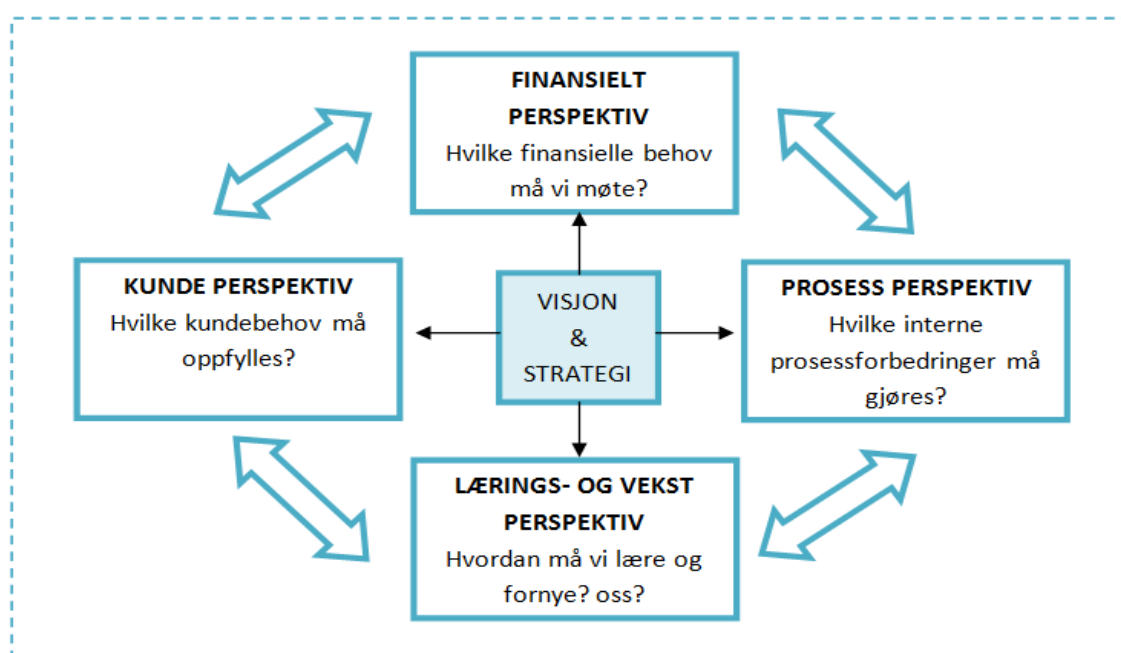 FINANSIELT
PERSPEKTIV
Hvilke finansielle behov
må vi møte?
KUNDE PERSPEKTIV
Hvilke kundebehov må
oppfylles?
VISJON
&
STRATEGI
PROSESS PERSPEKTIV
Hvilke interne
prosessforbedringer må
gjøres?
LÆRINGS- OG VEKST
PERSPEKTIV
Hvordan må vi lære og
fornye? oss?